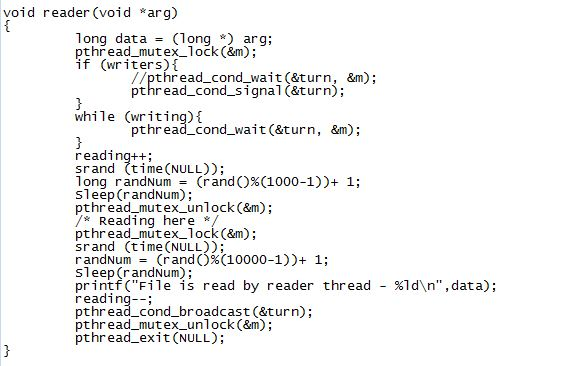 void reader(void *arg)
{
        long data = (long *) arg;
        pthread_mutex_lock(&m);
        if (writers){
                //pthread_cond_wait(&turn, &m);
                pthread_cond_signal(&turn);
        }
        while (writing){
                pthread_cond_wait(&turn, &m);
        }
        reading++;
        srand (time(NULL));
        long randNum = (rand()%(1000-1))+ 1;
        Sleep(randNum);
        pthread_mutex_unlock(&m);
        /* Reading here */
        pthread_mutex_lock(&m);
        srand (time(NULL));
        randNum = (rand()%(10000-1))+ 1;
        Sleep(randNum);
        printf("File is read by reader thread - %ld\n",data);
        reading--;
        pthread_cond_broadcast(&turn);
        pthread_mutex_unlock(&m);
        pthread_exit(NULL);
}